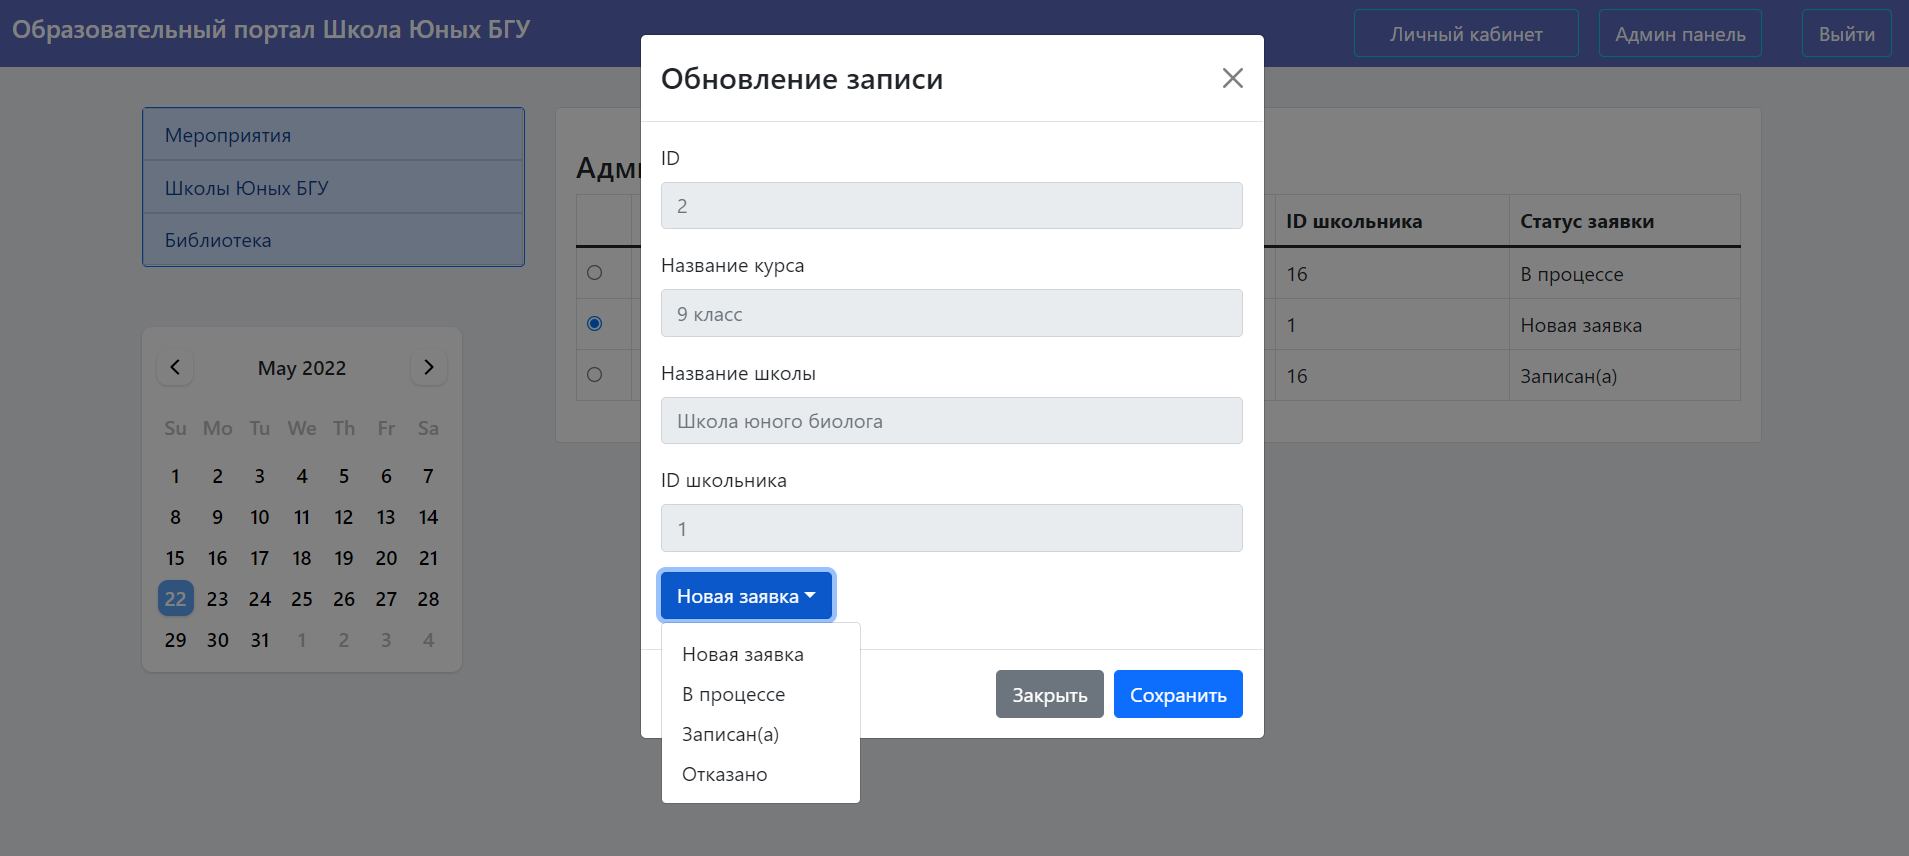 Образовательный портал Школа Юных БГУ
Личный кабинет
Админ панель
Выйти
Мероприятия
Школы Юных БГУ
Библиотека
May 2022
Su Mo Tu We Th Fr Sa
1 2 3 4 5 6 7
8 9 10 11 12 13 14
15 16 17 18 19 20 21
22 23 24 25 26 27 28
29 30 31 1 2 3 4
ID школьника Статус заявки
16 В процессе
1 Новая заявка
16 Записан(а)
Обновление записи
ID
2
Название курса
9 класс
Название школы
Школа юного биолога
ID школьника
1
Новая заявка
Новая заявка
В процессе
Записан(а)
Отказано
Закрыть
Сохранить